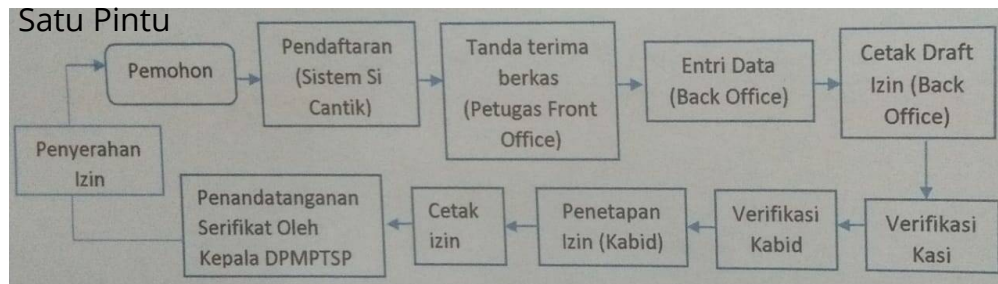 Satu Pintu
Pemohon
Pendaftaran
(Sistem Si
Cantik)
Tanda terima
berkas
(Petugas Front
Office)
Entri Data
(Back Office)
Cetak Draft
Izin (Back
Office)
Verifikasi
Kasi
Verifikasi
Kabid
Penetapan
Izin (Kabid)
Cetak
izin
Penandatanganan
Serifikat Oleh
Kepala DPMPTSP
Penyerahan
Izin